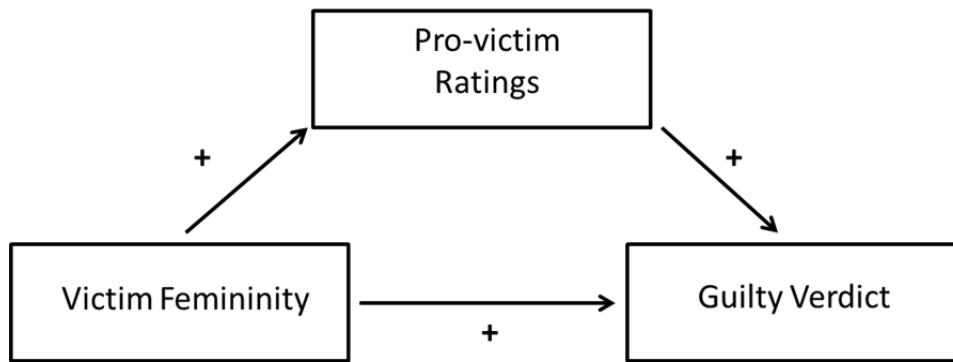 Pro-victim
Ratings
+
+
Victim Femininity
Guilty Verdict
+